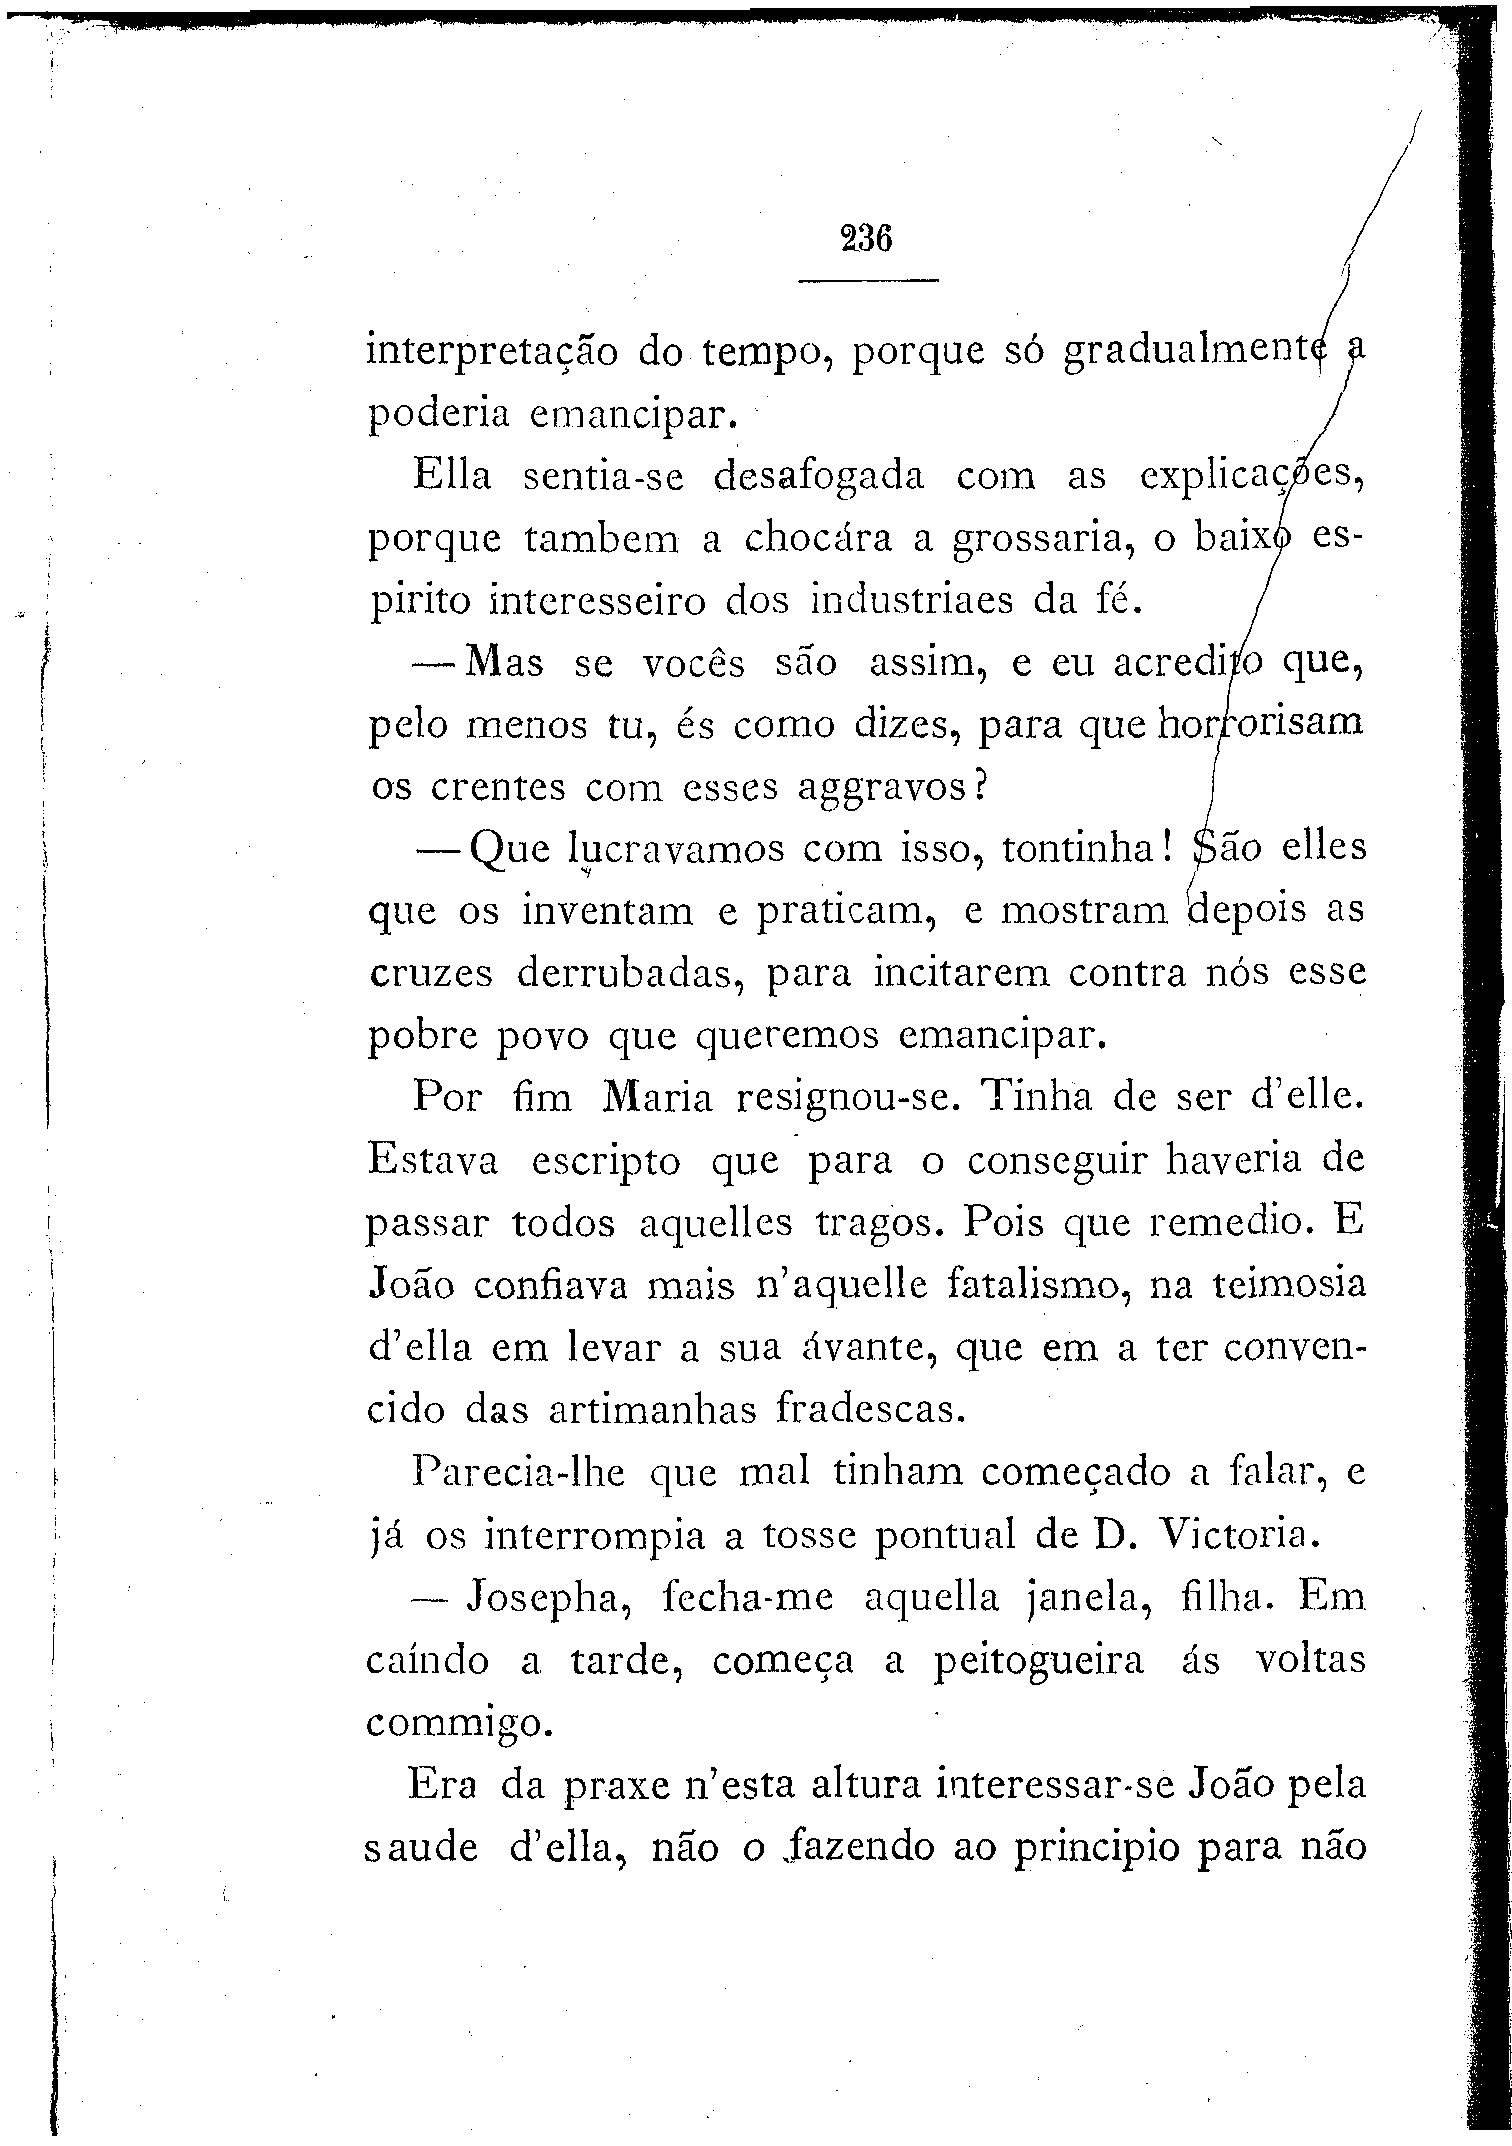 236
interpretação do tempo, porque só gradualmente a
poderia emancipar.
Ella sentia-se desafogada com as explicações,
porque tambem a chocára a grossaria, o baixo es-
pirito interesseiro dos industriaes da fé.
—Mas se vocês são assim, e eu acredito que,
pelo menos tu, és como dizes, para que horrorisam
os crentes com esses aggravos?
—Que lucravamos com isso, tontinha! São elles
que os inventam e praticam, e mostram depois as
cruzes derrubadas, para incitarem contra nós esse
pobre povo que queremos emancipar.
Por fim Maria resignou-se. Tinha de ser d'elle.
Estava escripto que para o conseguir haveria de
passar todos aquelles tragos. Pois que remedio. E
João confiava mais n'aquelle fatalismo, na teimosia
d'ella em levar a sua ávante, que em a ter conven-
cido das artimanhas fradescas.
Parecia-lhe que mal tinham começado a falar, e
já os interrompia a tosse pontual de D. Victoria.
— Josepha, fecha-me aquella janela, filha. Em
caíndo a tarde, começa a peitogueira ás voltas
commigo.
Era da praxe n'esta altura interessar-se João pela
saude d'ella, não o fazendo ao principio para não